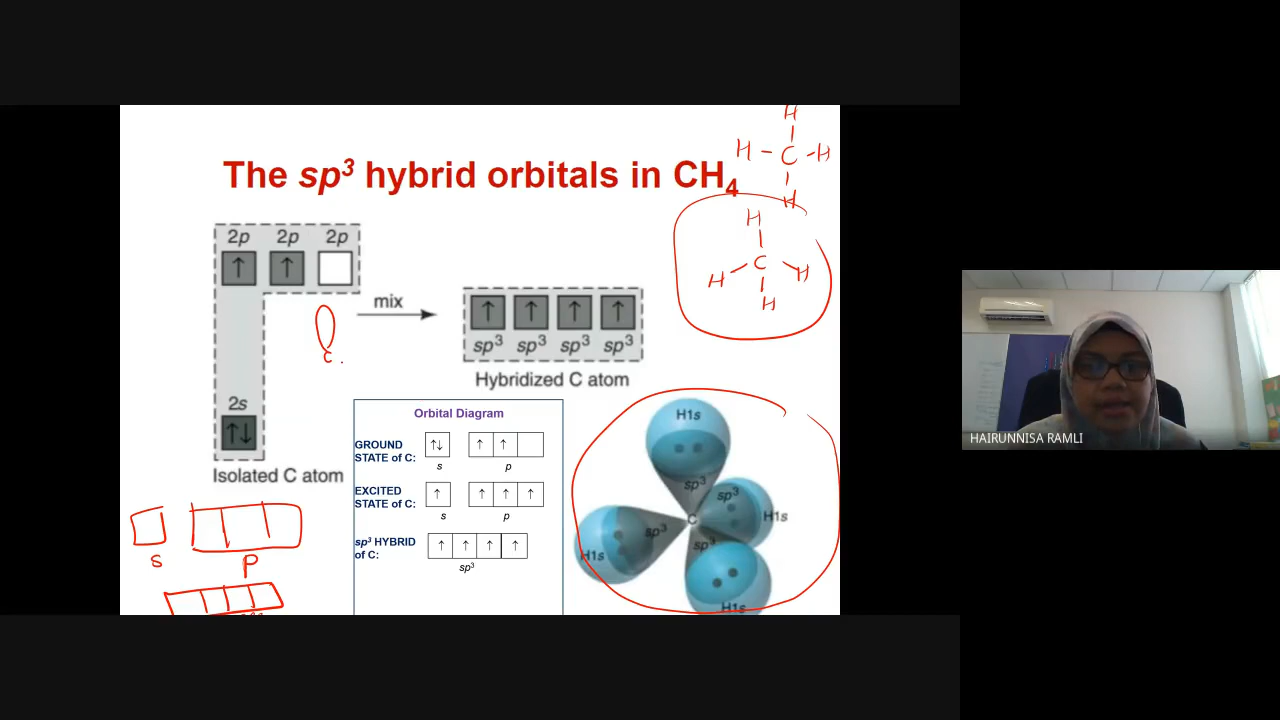 The sp³ hybrid orbitals in CH₄
H
H - C - H
H
H
C
H H
H
2p 2p 2p
↑ ↑
mix
↑ ↑ ↑ ↑
sp³ sp³ sp³ sp³
Hybridized C atom
2s
↑↓
Isolated C atom
Orbital Diagram
GROUND STATE of C: ↑↓ ↑ ↑
s p
EXCITED STATE of C: ↑ ↑ ↑ ↑
s p
sp³ HYBRID of C: ↑ ↑ ↑ ↑
sp³
H1s
sp³
sp³
C
H1s
sp³
sp³
H1s
H1s
s
p
HAIRUNNISA RAMLI